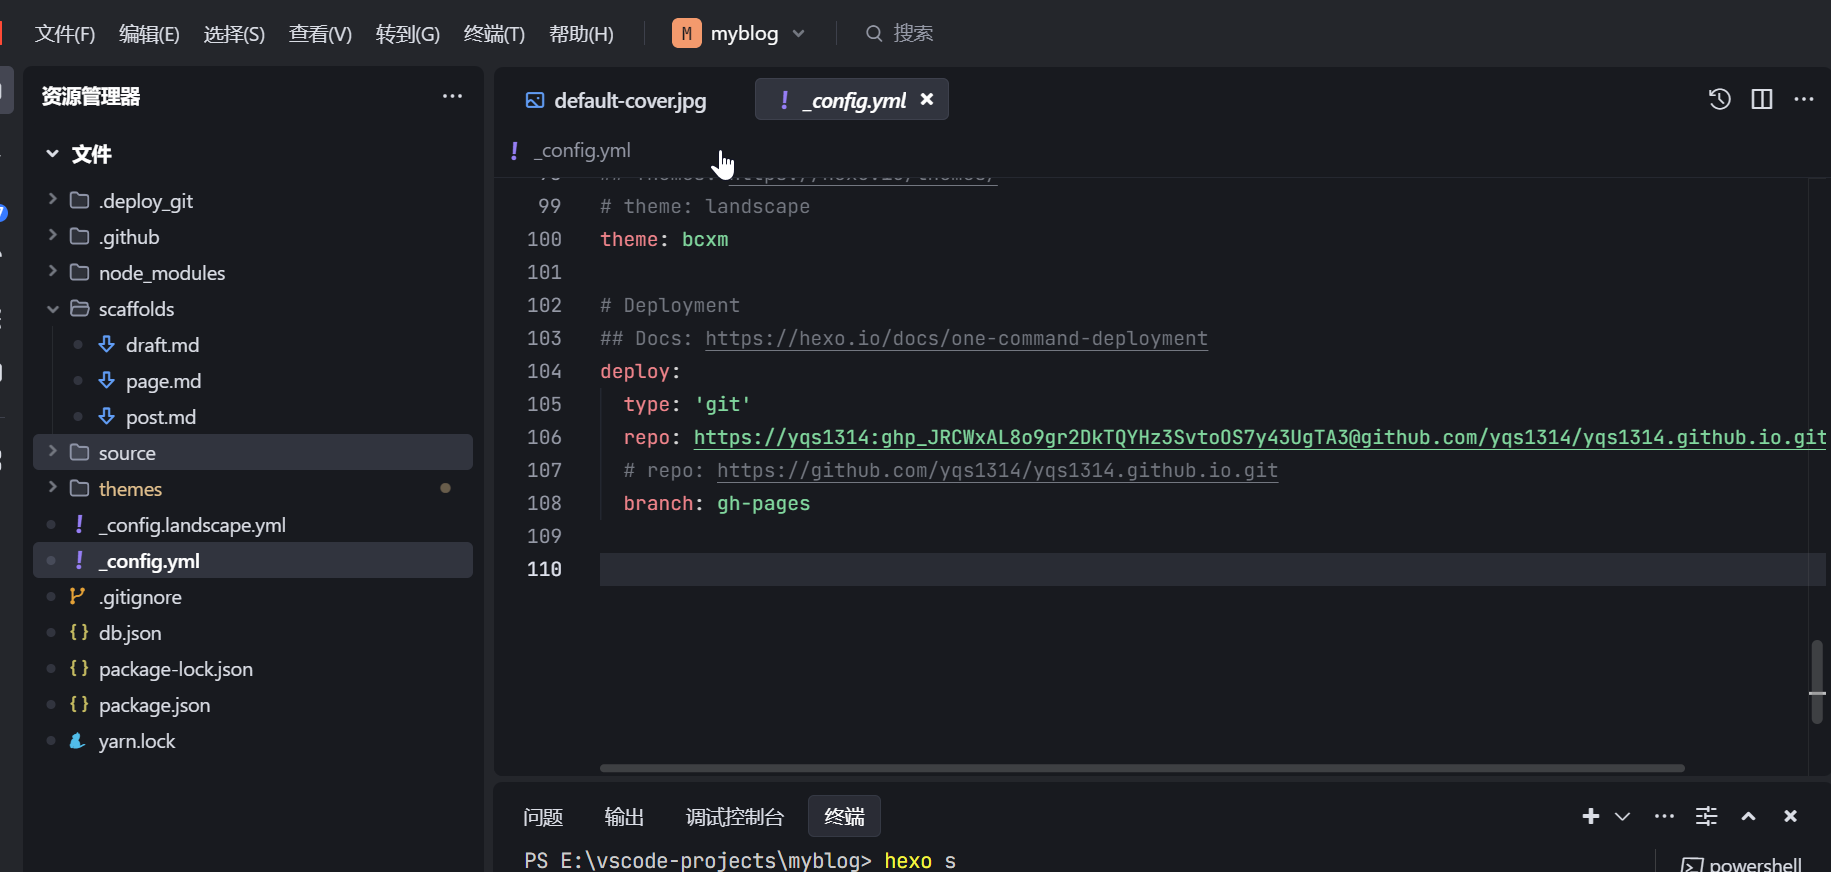 文件(F) 编辑(E) 选择(S) 查看(V) 转到(G) 终端(T) 帮助(H) M myblog 搜索
资源管理器
文件
.deploy_git
.github
node_modules
scaffolds
draft.md
page.md
post.md
source
themes
_config.landscape.yml
_config.yml
.gitignore
db.json
package-lock.json
package.json
yarn.lock
default-cover.jpg
_config.yml
_config.yml
99 # theme: landscape
100 theme: bcxm
101
102 # Deployment
103 ## Docs: https://hexo.io/docs/one-command-deployment
104 deploy:
105 type: 'git'
106 repo: https://yqs1314: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@github.com/yqs1314/yqs1314.github.io.git
107 # repo: https://github.com/yqs1314/yqs1314.github.io.git
108 branch: gh-pages
109
110
问题 输出 调试控制台 终端
PS E:\vscode-projects\myblog> hexo s
powershell